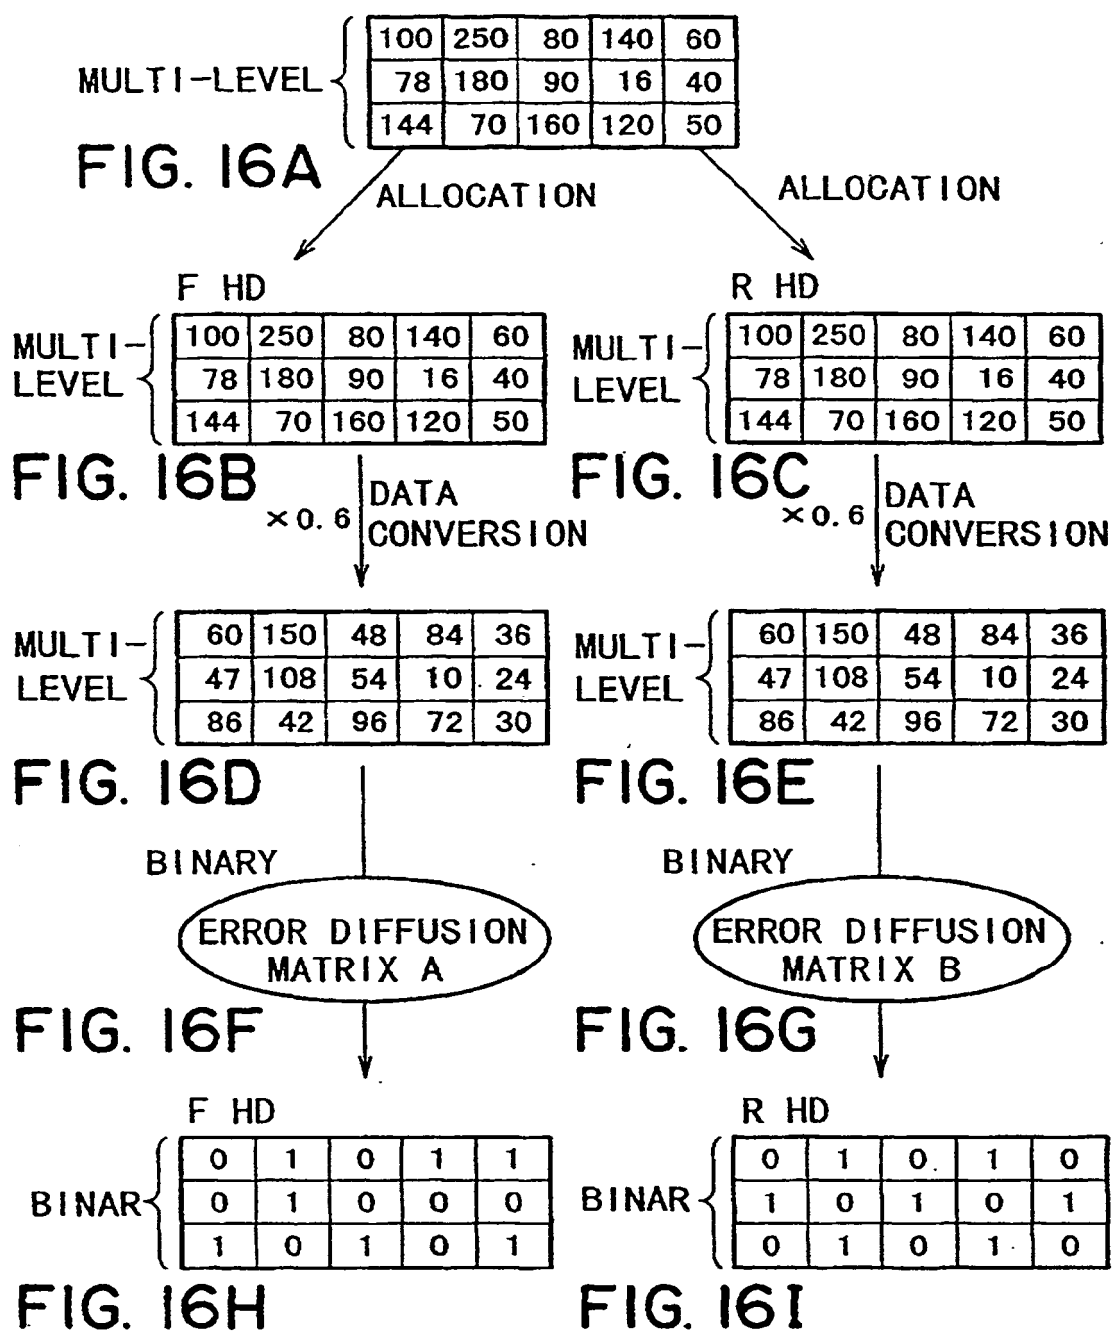 100 250 80 140 60
MULTI-LEVEL 78 180 90 16 40
144 70 160 120 50
FIG. 16A
ALLOCATION ALLOCATION
F HD
MULTI-LEVEL
100 250 80 140 60
78 180 90 16 40
144 70 160 120 50
FIG. 16B
R HD
MULTI-LEVEL
100 250 80 140 60
78 180 90 16 40
144 70 160 120 50
FIG. 16C
×0.6 DATA
CONVERSION
×0.6 DATA
CONVERSION
MULTI-LEVEL
60 150 48 84 36
47 108 54 10 24
86 42 96 72 30
FIG. 16D
MULTI-LEVEL
60 150 48 84 36
47 108 54 10 24
86 42 96 72 30
FIG. 16E
BINARY
ERROR DIFFUSION
MATRIX A
FIG. 16F
BINARY
ERROR DIFFUSION
MATRIX B
FIG. 16G
F HD
0 1 0 1 1
BINAR 0 1 0 0 0
1 0 1 0 1
FIG. 16H
R HD
0 1 0 1 0
BINAR 1 0 1 0 1
0 1 0 1 0
FIG. 16I